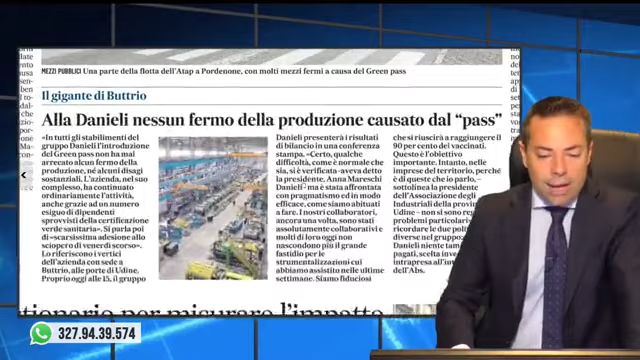 MEZZI PUBBLICI Una parte della flotta dell'Atap a Pordenone, con molti mezzi fermi a causa del Green pass
Il gigante di Buttrio
Alla Danieli nessun fermo della produzione causato dal "pass"
«In tutti gli stabilimenti del
gruppo Danieli l'introduzione
del Green pass non ha mai
arrecato alcun fermo della
produzione, né alcuni disagi
sostanziali. L'azienda, nel suo
complesso, ha continuato
ordinariamente l'attività,
anche grazie ad un numero
esiguo di dipendenti
sprovvisti della certificazione
verde sanitaria». Si parla poi
di «scarsissima adesione allo
sciopero di venerdì scorso».
Lo riferiscono i vertici
dell'azienda con sede a
Buttrio, alle porte di Udine.
Proprio oggi alle 15, il gruppo
Danieli presenterà i risultati
di bilancio in una conferenza
stampa. «Certo, qualche
difficoltà, come è normale che
sia, si è verificata -aveva detto
la presidente, Anna Mareschi
Danieli - ma è stata affrontata
con pragmatismo ed in modo
efficace, come siamo abituati a
fare. I nostri collaboratori,
ancora una volta, sono stati
assolutamente collaborativi e
molti di loro oggi non
nascondono più il grande
fastidio per le
strumentalizzazioni cui
abbiamo assistito nelle ultime
settimane. Siamo fiduciosi
che si riuscirà a raggiungere il
90 per cento dei vaccinati.
Questo è l'obiettivo
importante. Intanto, nelle
imprese del territorio, perché
è di queste che io parlo, -
sottolinea la presidente
dell'Associazione degli
Industriali della
Udine - non si sono
problemi particolari
ricordare le due
diverse nel gruppo
Danieli niente
pagati, scelta
intrapresa
dell'Abs.
per misurare l'impatto
327.94.39.574